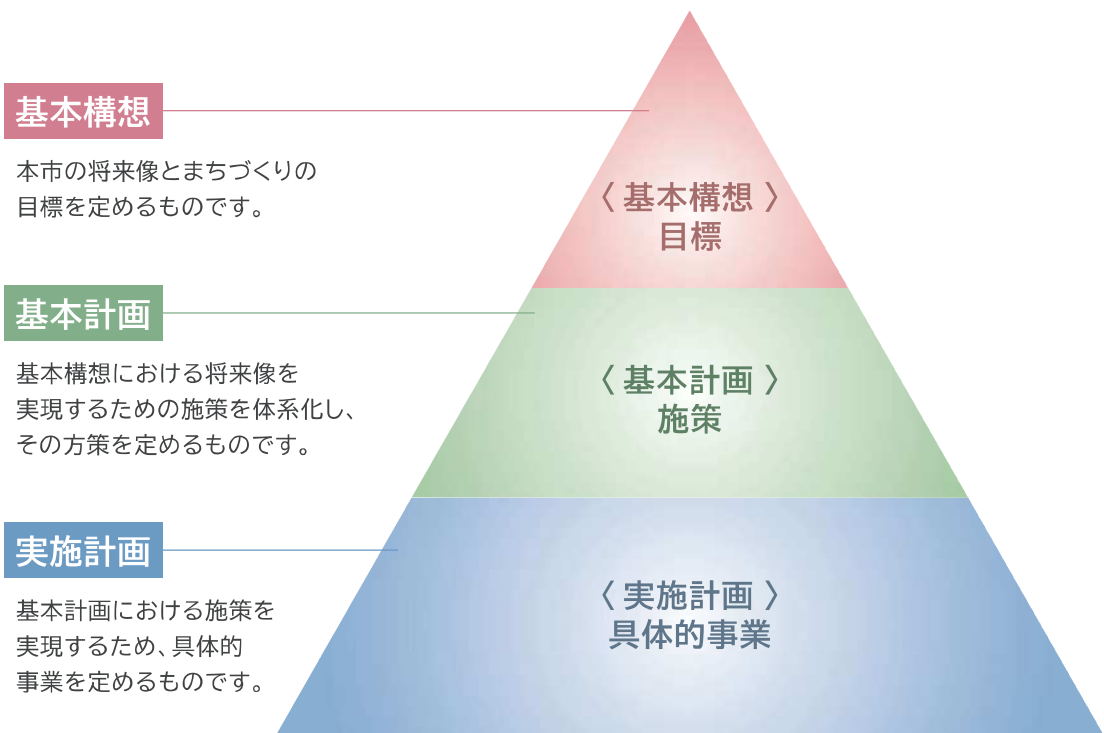 基本構想
本市の将来像とまちづくりの
目標を定めるものです。
〈 基本構想 〉
目標
基本計画
基本構想における将来像を
実現するための施策を体系化し、
その方策を定めるものです。
〈 基本計画 〉
施策
実施計画
基本計画における施策を
実現するため、具体的
事業を定めるものです。
〈 実施計画 〉
具体的事業